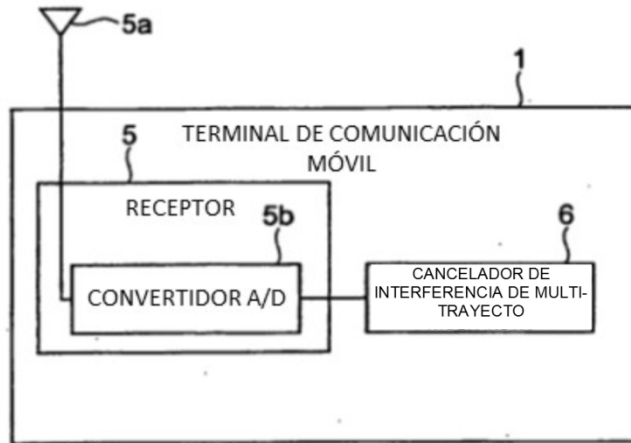 5a
1
TERMINAL DE COMUNICACIÓN
MÓVIL
5
RECEPTOR
5b
CONVERTIDOR A/D
6
CANCELADOR DE
INTERFERENCIA DE MULTI-
TRAYECTO